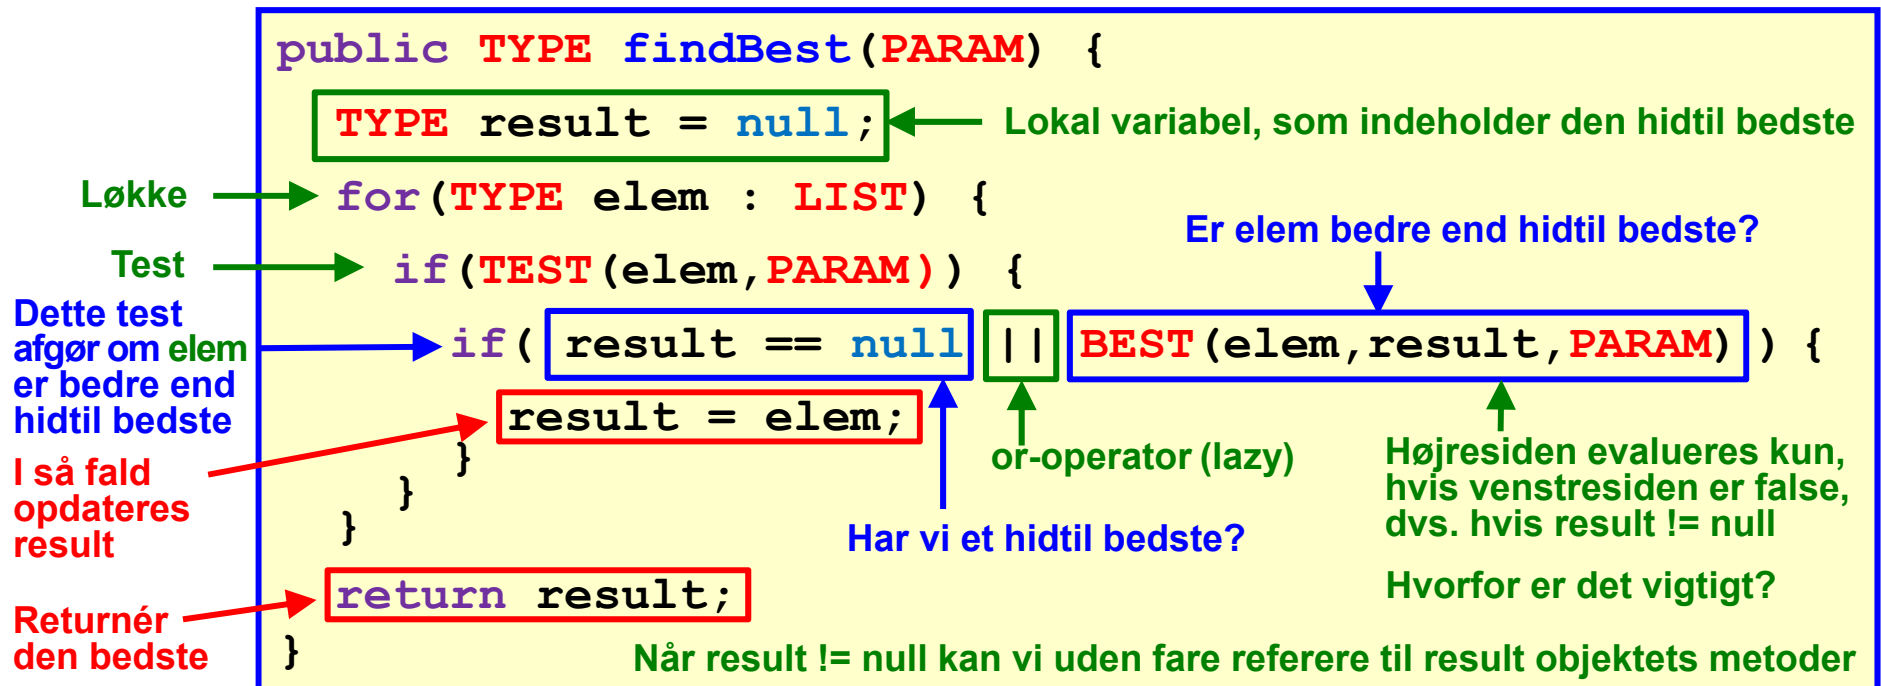 public TYPE findBest(PARAM) {
TYPE result = null;
Lokal variabel, som indeholder den hidtil bedste
Løkke
for(TYPE elem : LIST) {
Er elem bedre end hidtil bedste?
Test
if(TEST(elem,PARAM)) {
Dette test
afgør om elem
er bedre end
hidtil bedste
if( result == null || BEST(elem,result,PARAM) ) {
result = elem;
}
or-operator (lazy)
Højresiden evalueres kun,
hvis venstresiden er false,
dvs. hvis result != null
I så fald
opdateres
result
}
}
Har vi et hidtil bedste?
Hvorfor er det vigtigt?
return result;
Returnér
den bedste
}
Når result != null kan vi uden fare referere til result objektets metoder